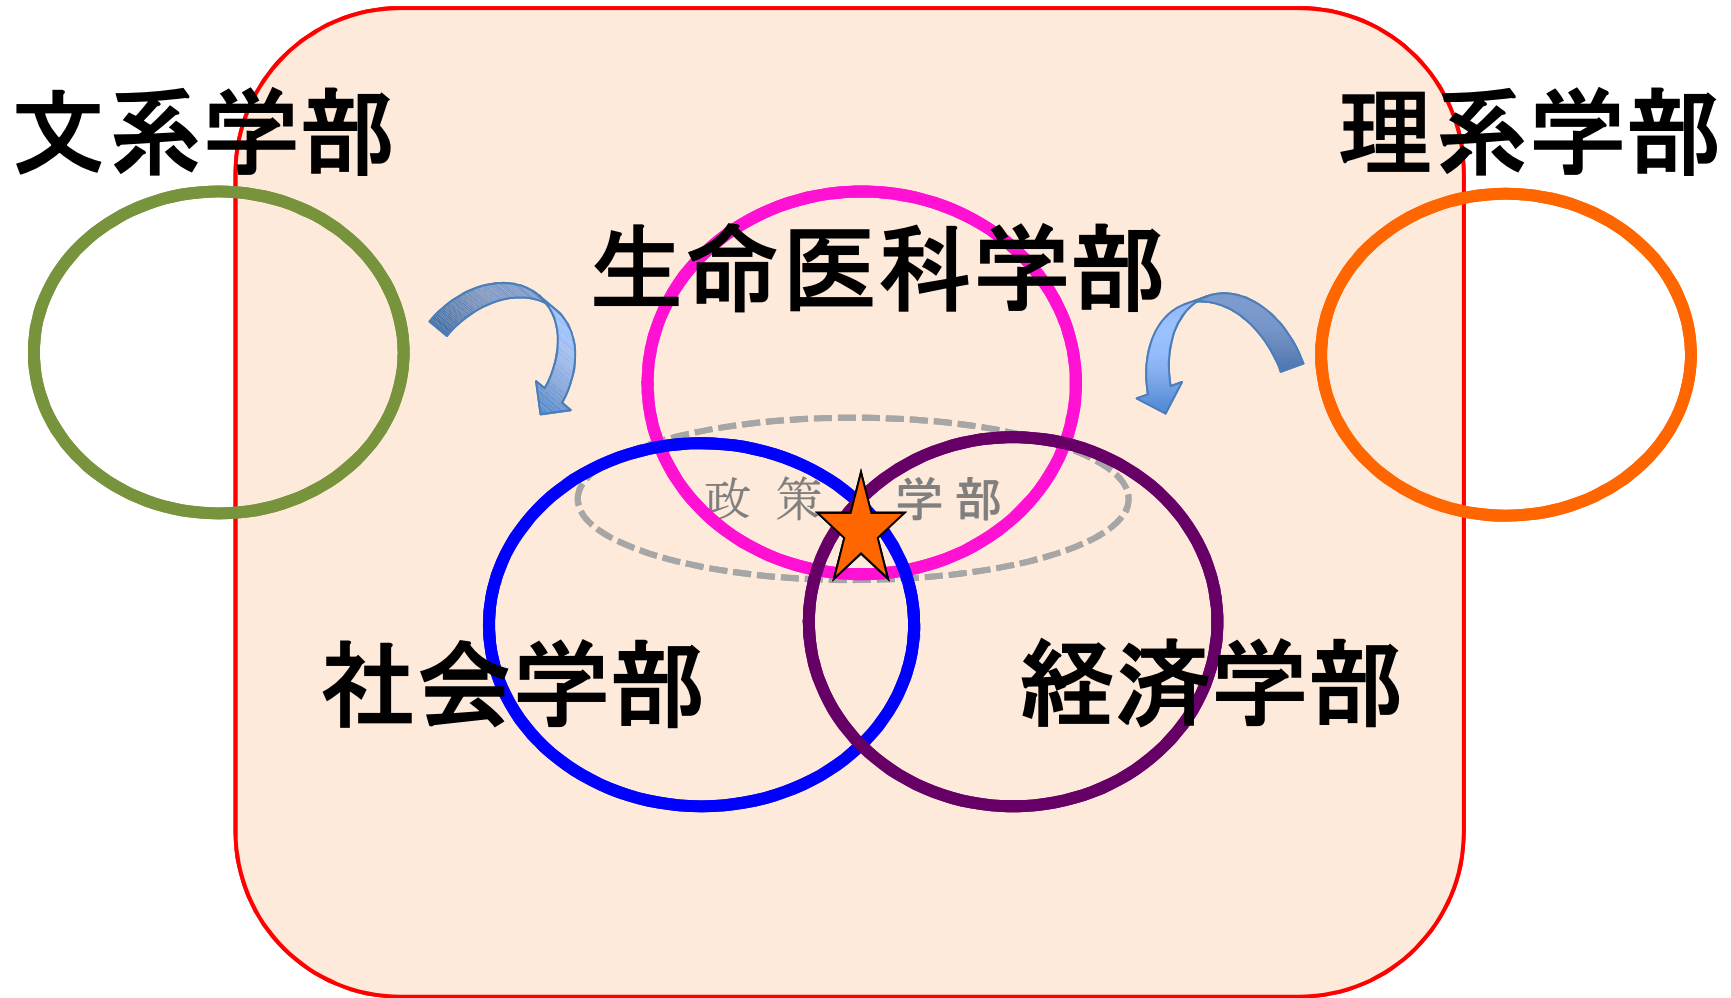 文系学部
理系学部
生命医科学部
政策 学部
社会学部
経済学部